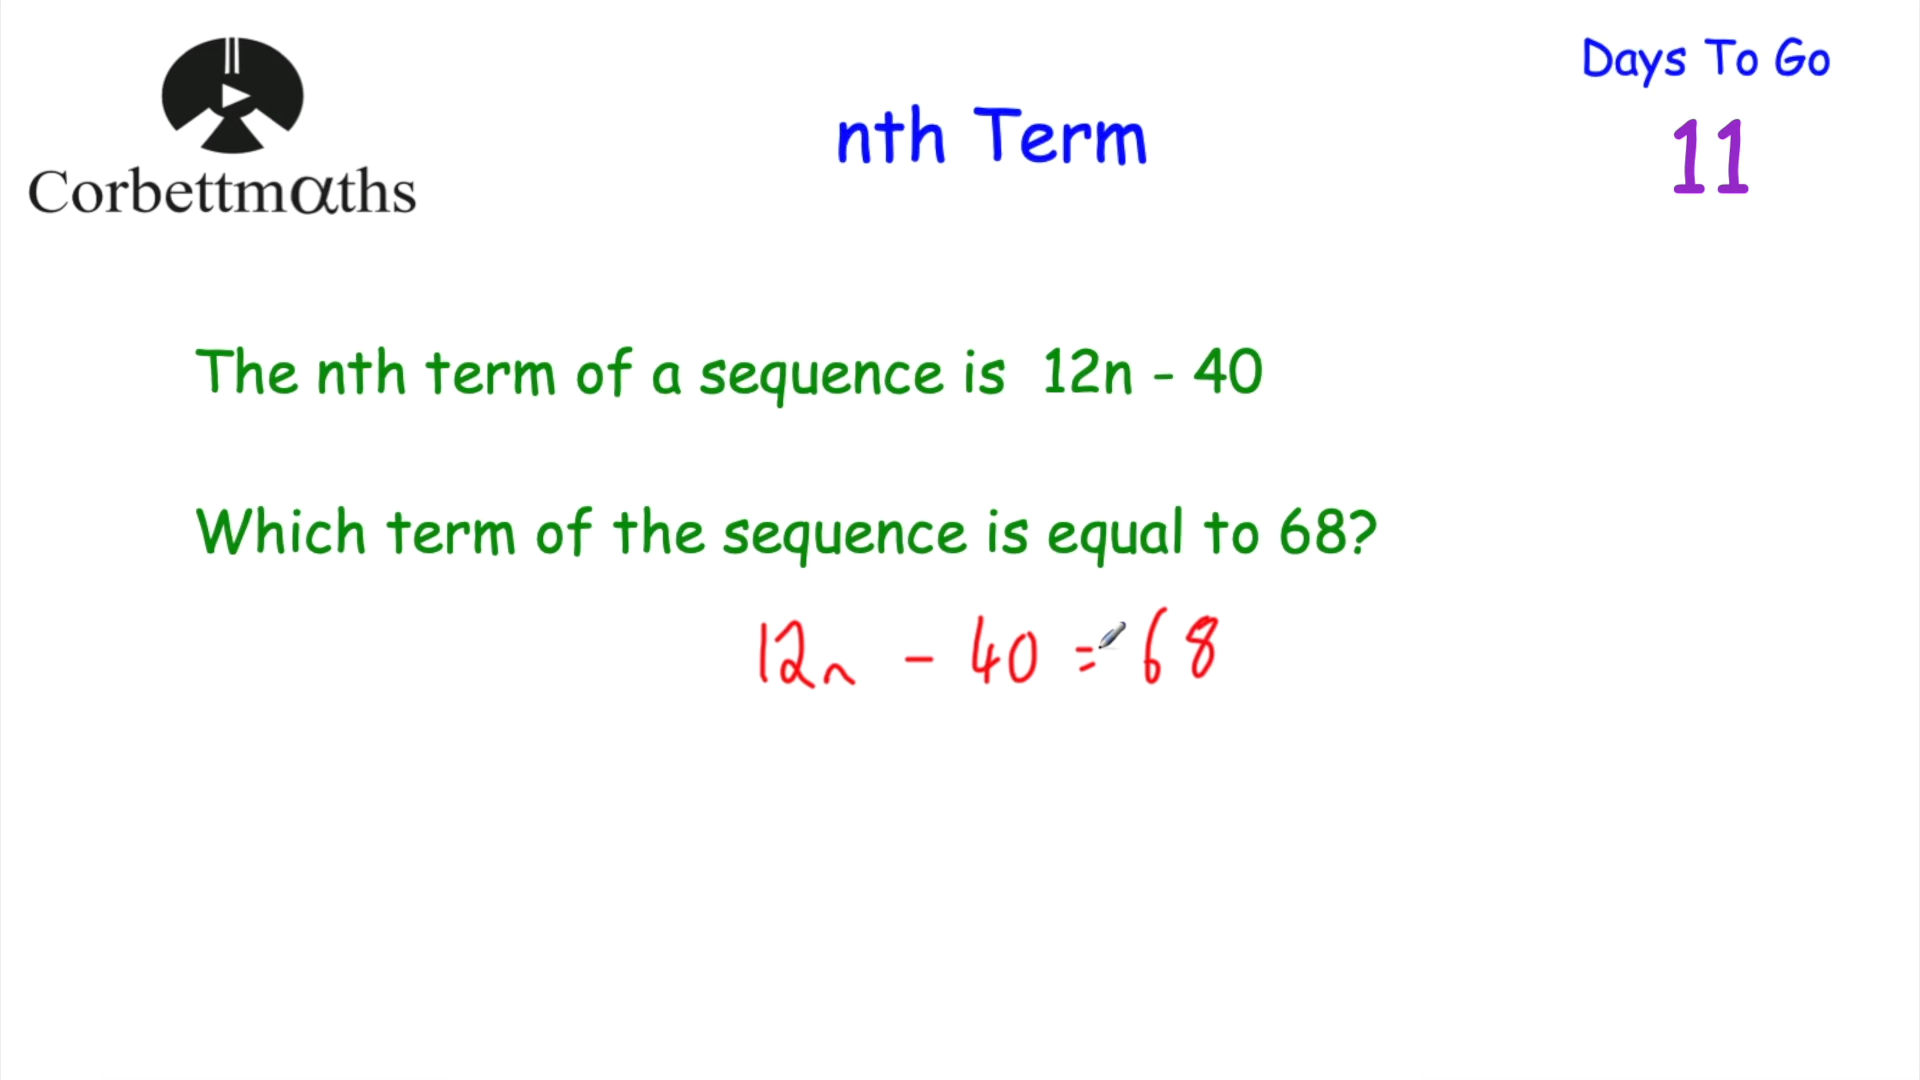 Days To Go
11
nth Term
Corbettmαths
The nth term of a sequence is 12n - 40
Which term of the sequence is equal to 68?
12n - 40 = 68